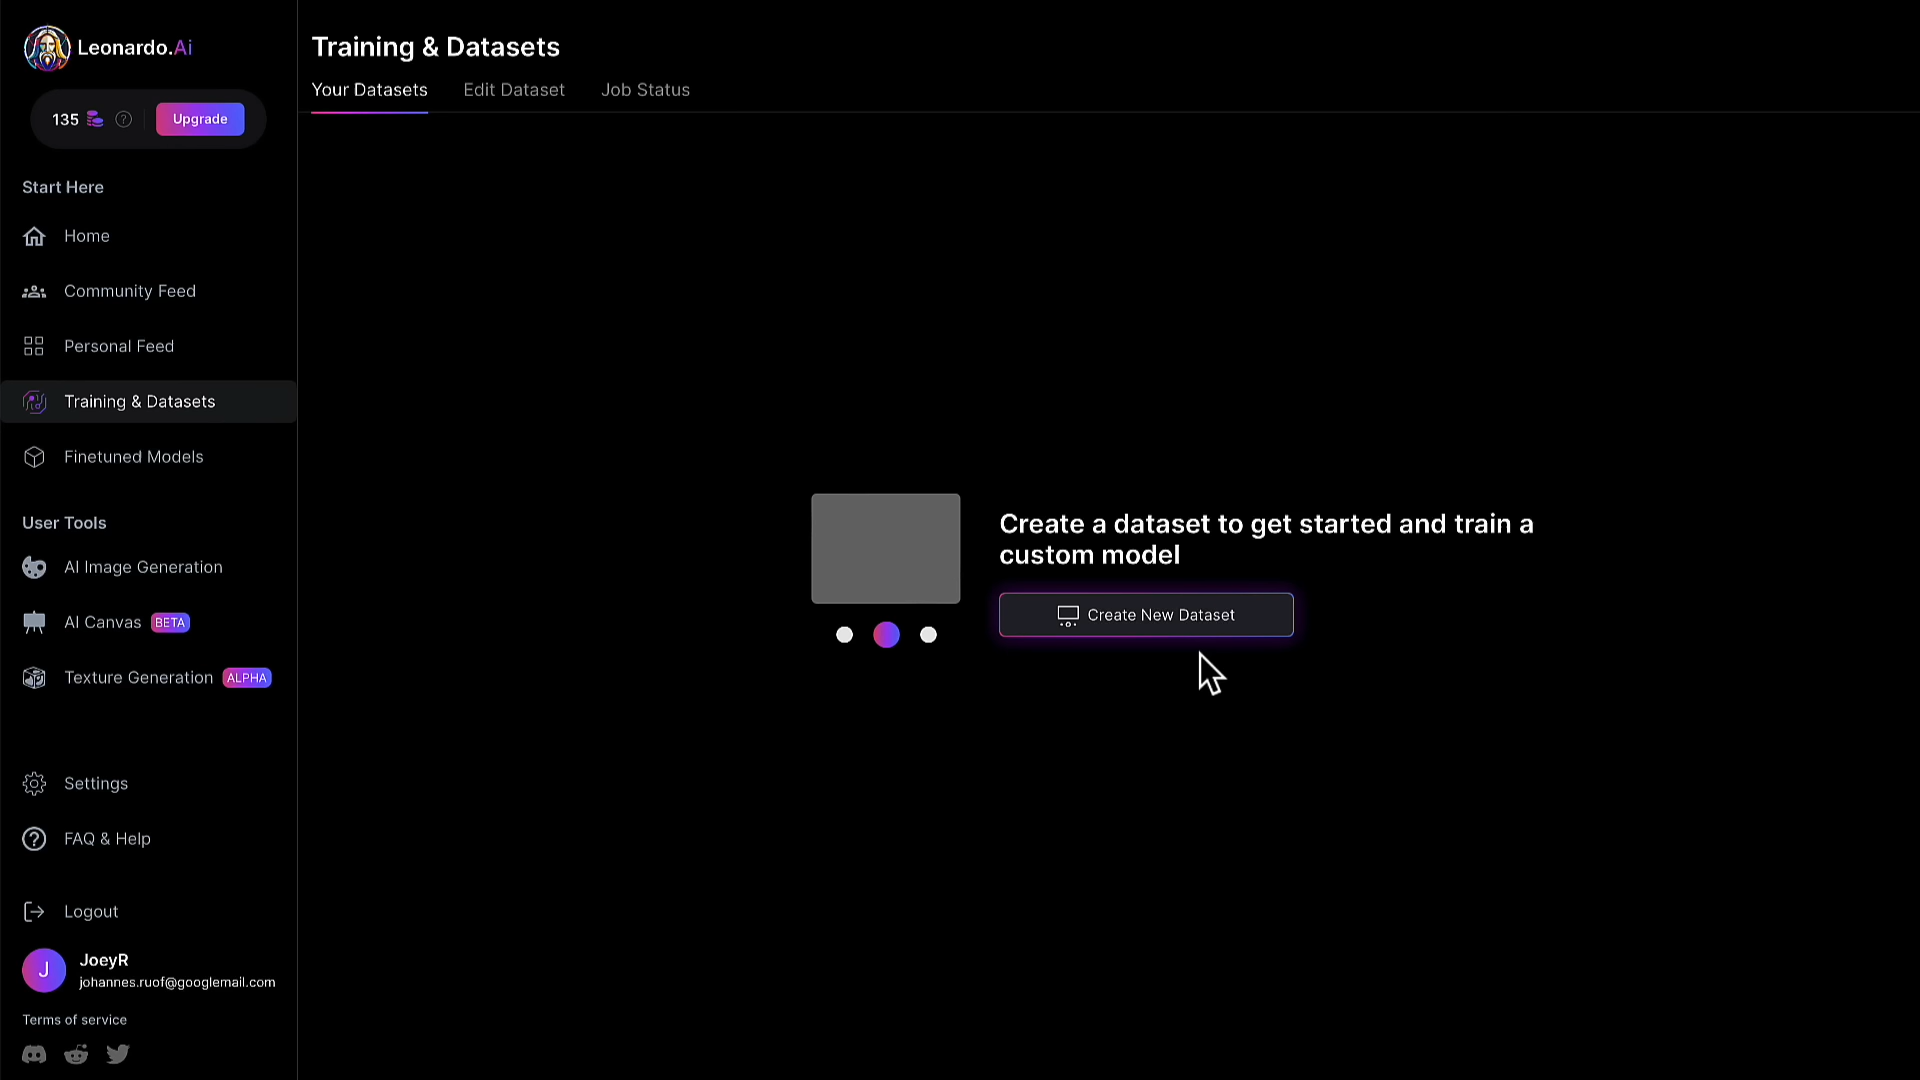 Leonardo.Ai
135
?
Upgrade
Start Here
Home
Community Feed
Personal Feed
Training & Datasets
Finetuned Models
User Tools
AI Image Generation
AI Canvas BETA
Texture Generation ALPHA
Settings
FAQ & Help
Logout
J
JoeyR
johannes.ruof@googlemail.com
Terms of service
Training & Datasets
Your Datasets Edit Dataset Job Status
Create a dataset to get started and train a
custom model
Create New Dataset